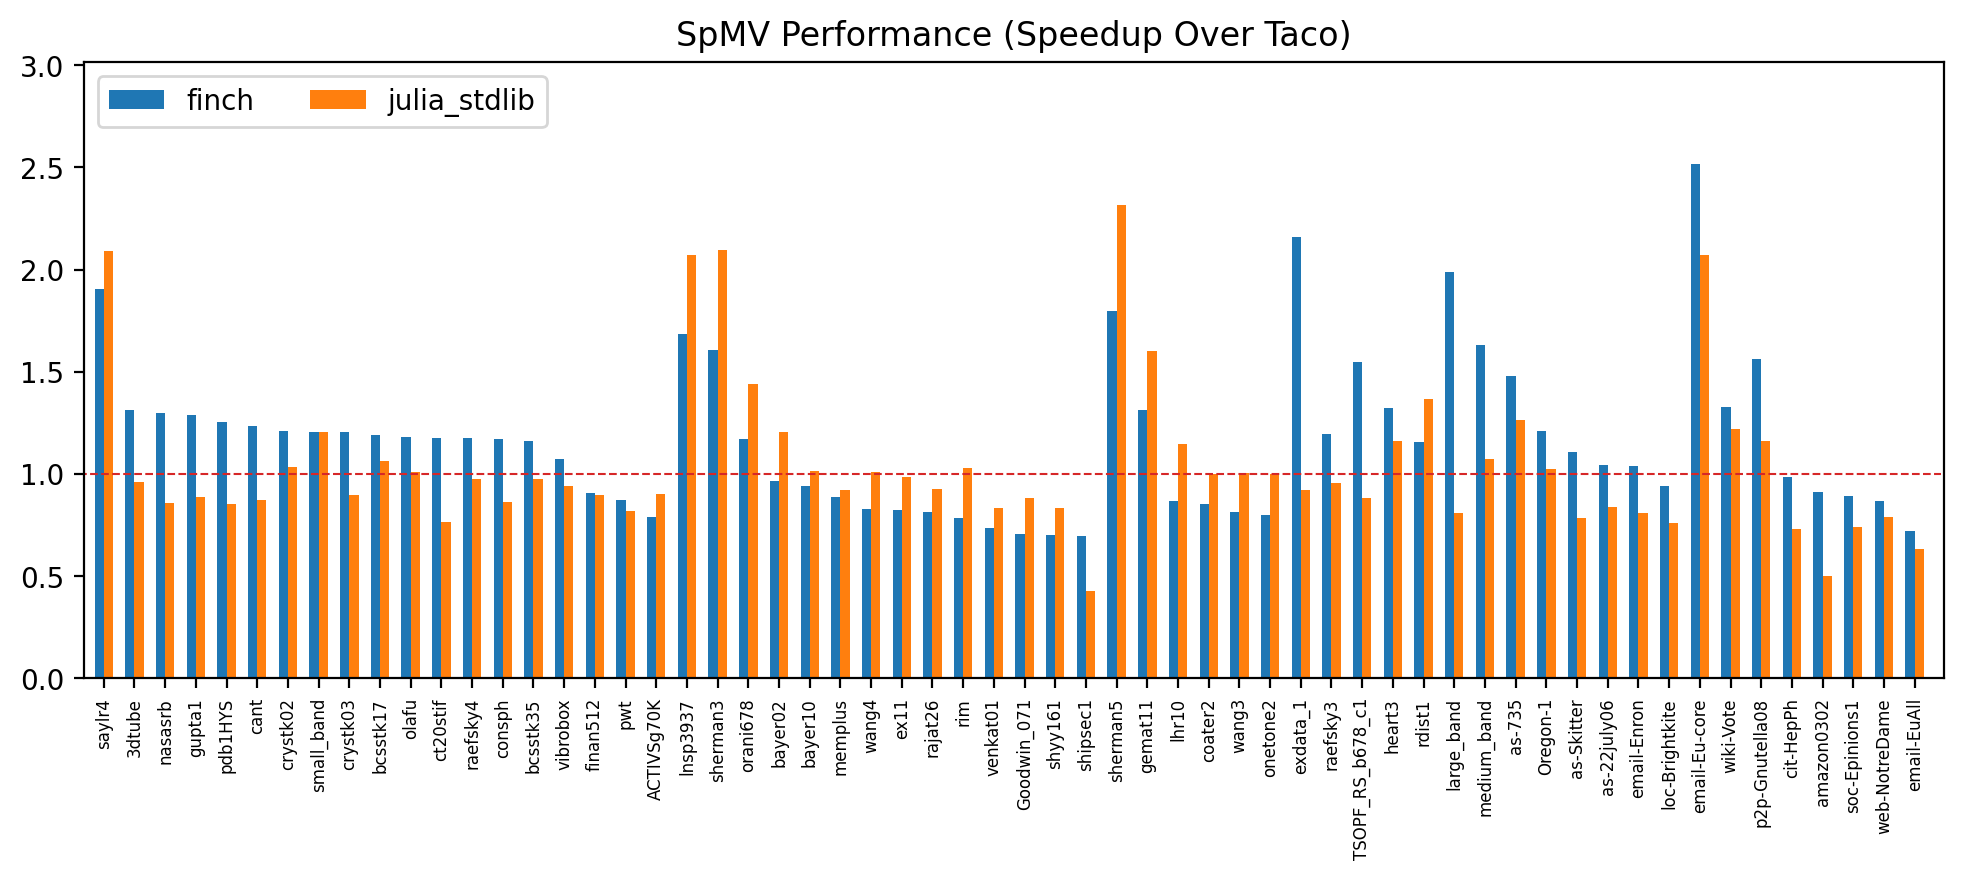 SpMV Performance (Speedup Over Taco)
finch
julia_stdlib
3.0
2.5
2.0
1.5
1.0
0.5
0.0
saylr4
3dtube
nasasrb
gupta1
pdb1HYS
cant
crystk02
small_band
crystk03
bcsstk17
olafu
ct20stif
raefsky4
consph
bcsstk35
vibrobox
finan512
pwt
ACTIVSg70K
lnsp3937
sherman3
orani678
bayer02
bayer10
memplus
wang4
ex11
rajat26
rim
venkat01
Goodwin_071
shyy161
shipsec1
sherman5
gemat11
lhr10
coater2
wang3
onetone2
exdata_1
raefsky3
TSOPF_RS_b678_c1
heart3
rdist1
large_band
medium_band
as-735
Oregon-1
as-Skitter
as-22july06
email-Enron
loc-Brightkite
email-Eu-core
wiki-Vote
p2p-Gnutella08
cit-HepPh
amazon0302
soc-Epinions1
web-NotreDame
email-EuAll